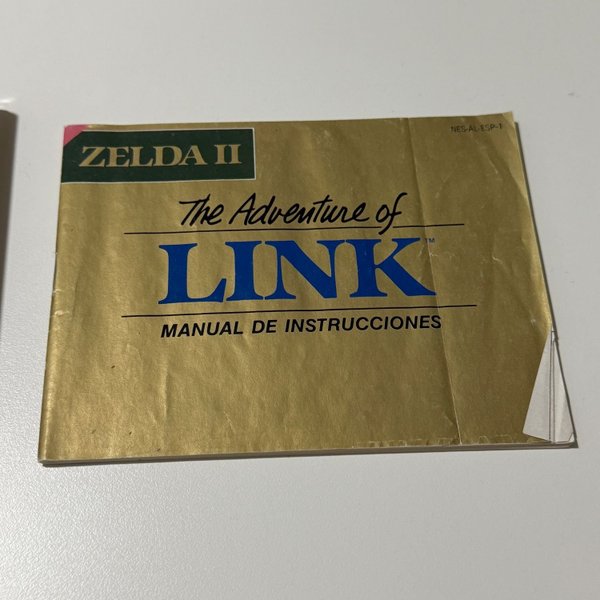 NES-AL-ESP-1
ZELDA II
The Adventure of
LINK™
MANUAL DE INSTRUCCIONES